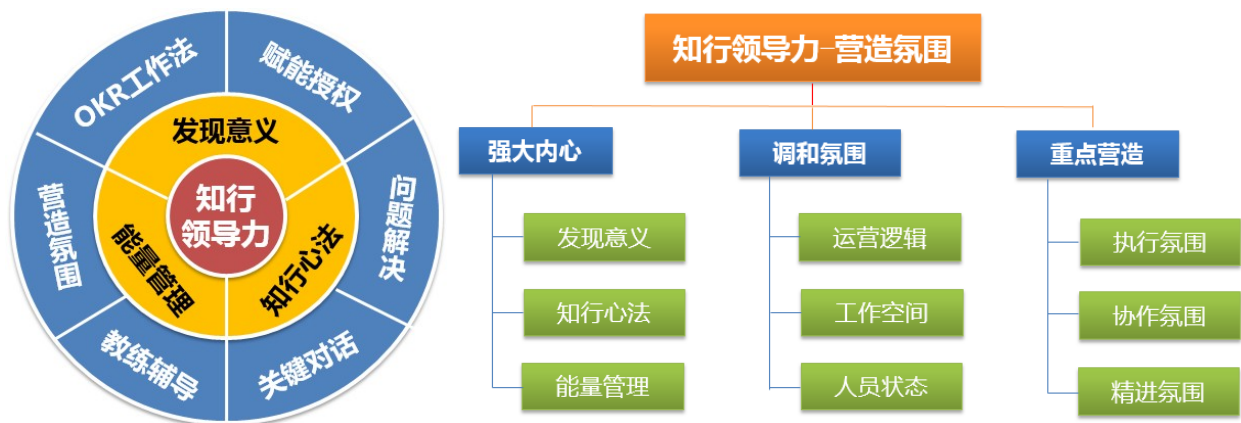 OKR工作法
赋能授权
问题解决
关键对话
教练辅导
营造氛围
发现意义
知行心法
能量管理
知行
领导力
知行领导力-营造氛围
强大内心
发现意义
知行心法
能量管理
调和氛围
运营逻辑
工作空间
人员状态
重点营造
执行氛围
协作氛围
精进氛围